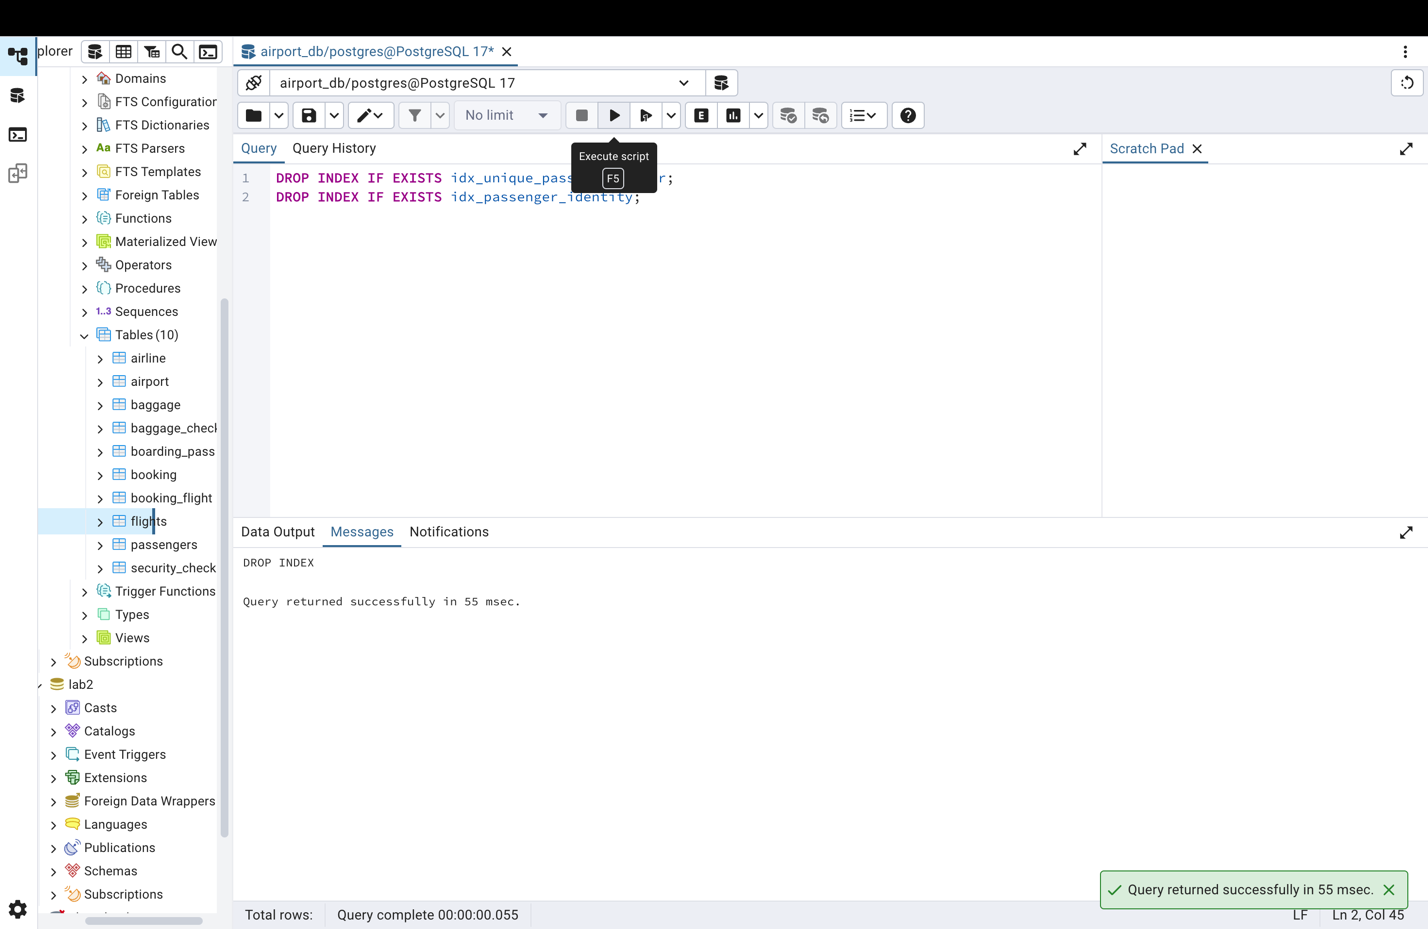 plorer
airport_db/postgres@PostgreSQL 17*
airport_db/postgres@PostgreSQL 17
No limit
E
Query
Query History
Scratch Pad
Execute script
F5
1 DROP INDEX IF EXISTS idx_unique_pass r;
2 DROP INDEX IF EXISTS idx_passenger_identity;
Domains
FTS Configuration
FTS Dictionaries
Aa FTS Parsers
FTS Templates
Foreign Tables
Functions
Materialized View
Operators
Procedures
1..3 Sequences
Tables (10)
airline
airport
baggage
baggage_check
boarding_pass
booking
booking_flight
flights
passengers
security_check
Trigger Functions
Types
Views
Subscriptions
lab2
Casts
Catalogs
Event Triggers
Extensions
Foreign Data Wrappers
Languages
Publications
Schemas
Subscriptions
Data Output
Messages
Notifications
DROP INDEX
Query returned successfully in 55 msec.
Query returned successfully in 55 msec.
Total rows:
Query complete 00:00:00.055
LF
Ln 2, Col 45